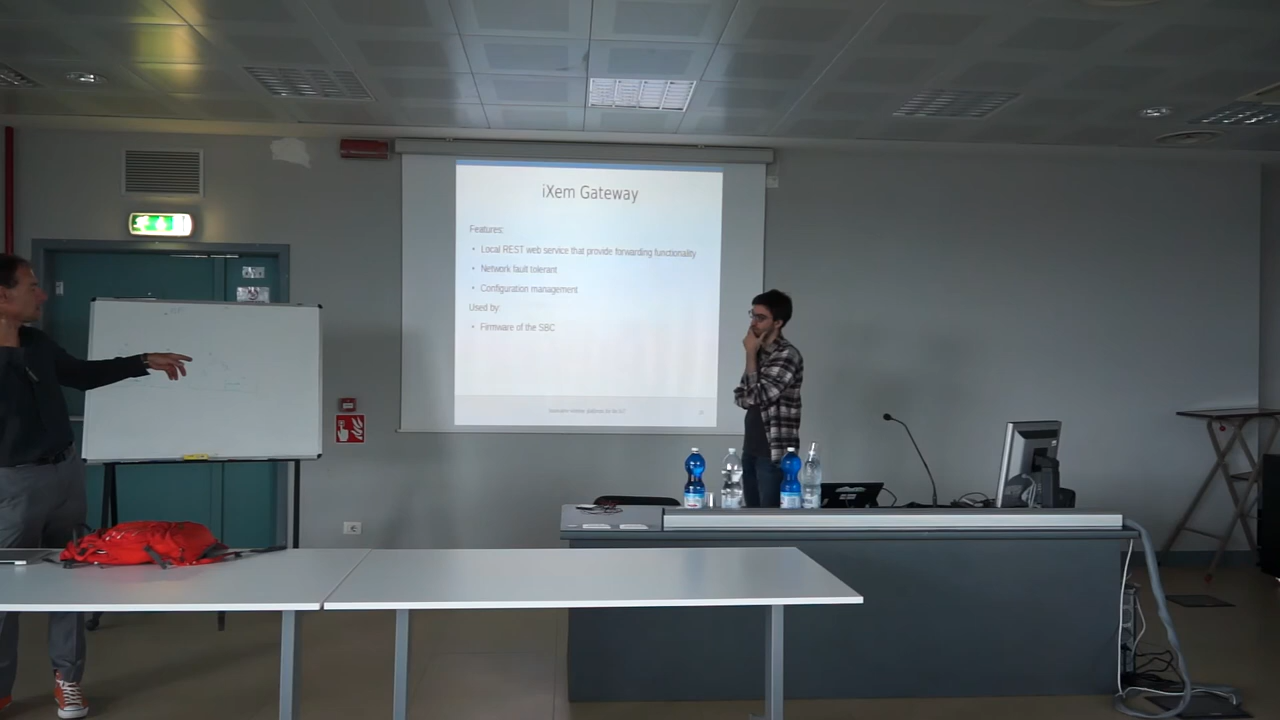 iXem Gateway
Features:
• Local REST web service that provide forwarding functionality
• Network fault tolerant
• Configuration management
Used by:
• Firmware of the SBC